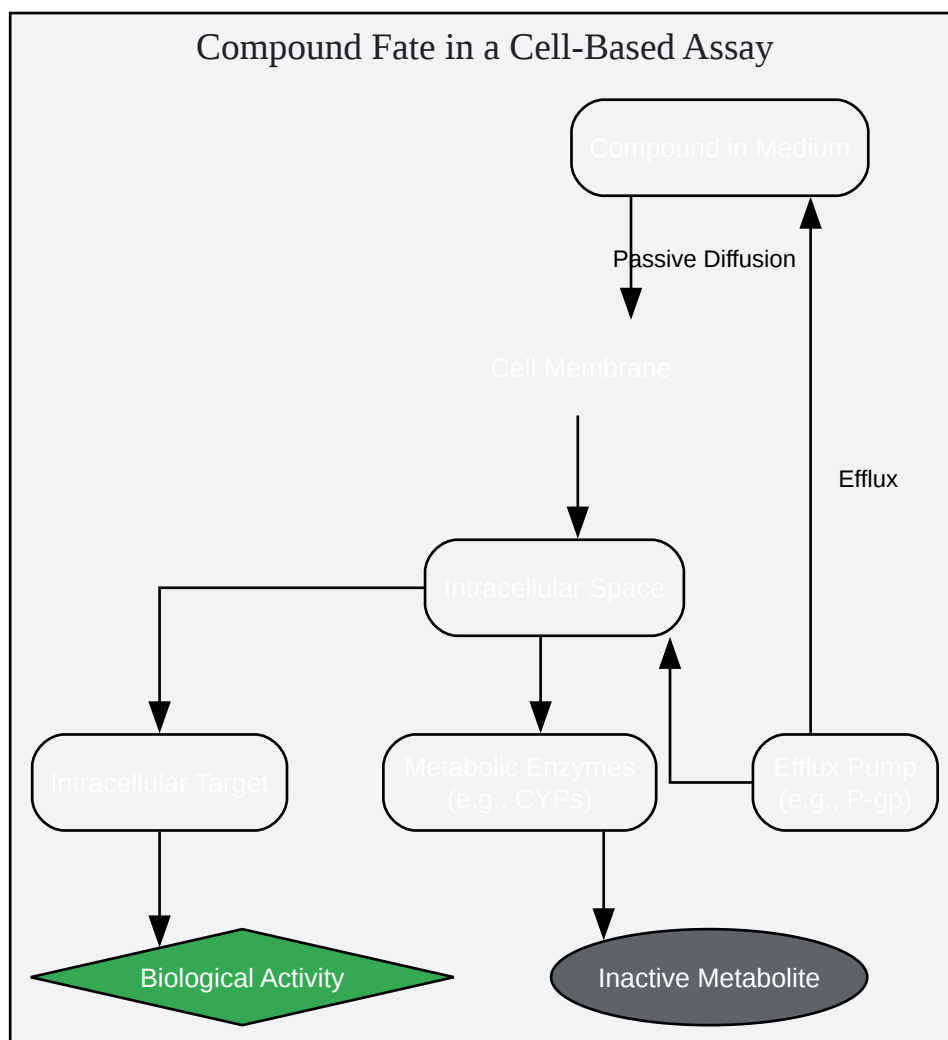 Compound Fate in a Cell-Based Assay
Compound in Medium
Passive Diffusion
Cell Membrane
Efflux
Intracellular Space
Intracellular Target
Metabolic Enzymes
(e.g., CYPs)
Efflux Pump
(e.g., P-gp)
Biological Activity
Inactive Metabolite